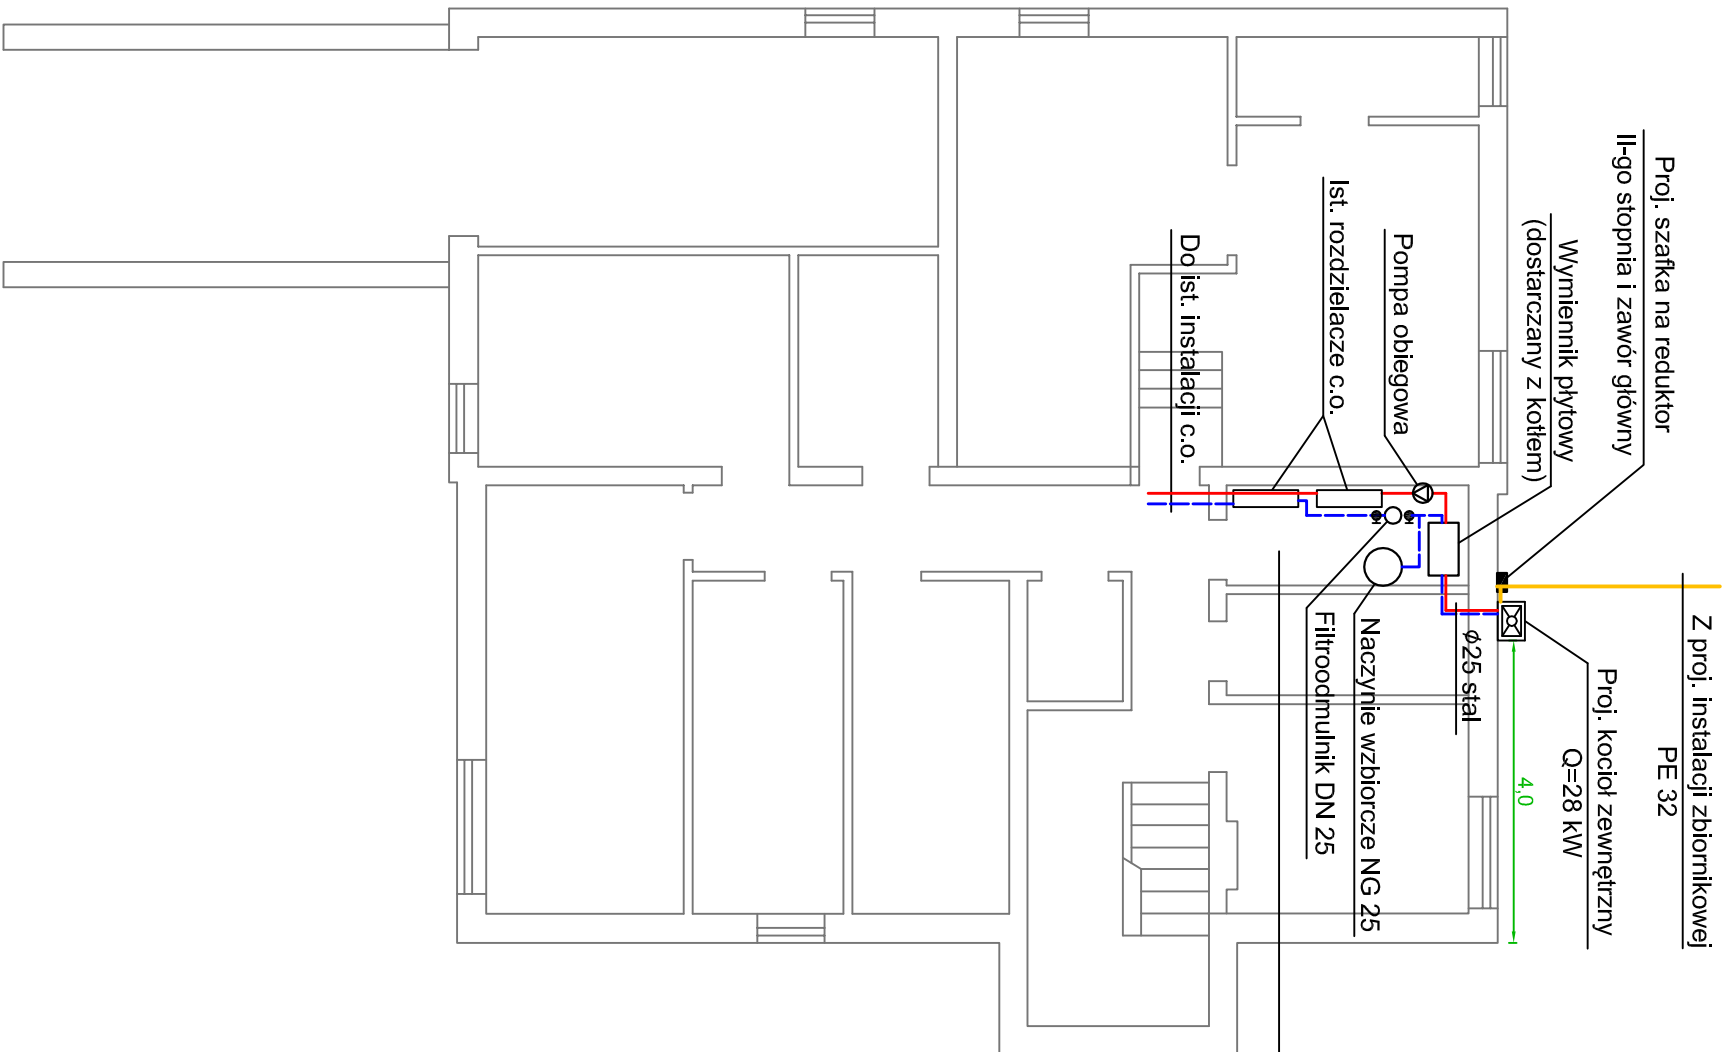 Proj. szafka na reduktor
II-go stopnia i zawór główny
Wymiennik płytowy
(dostarczany z kotłem)
Pompa obiegowa
Ist. rozdzielacze c.o.
Do ist. instalacji c.o.
Z proj. instalacji zbiornikowej
PE 32
Proj. kocioł zewnętrzny
Q=28 kW
4,0
ø25 stal
Naczynie wzbiorcze NG 25
Filtroodmulnik DN 25